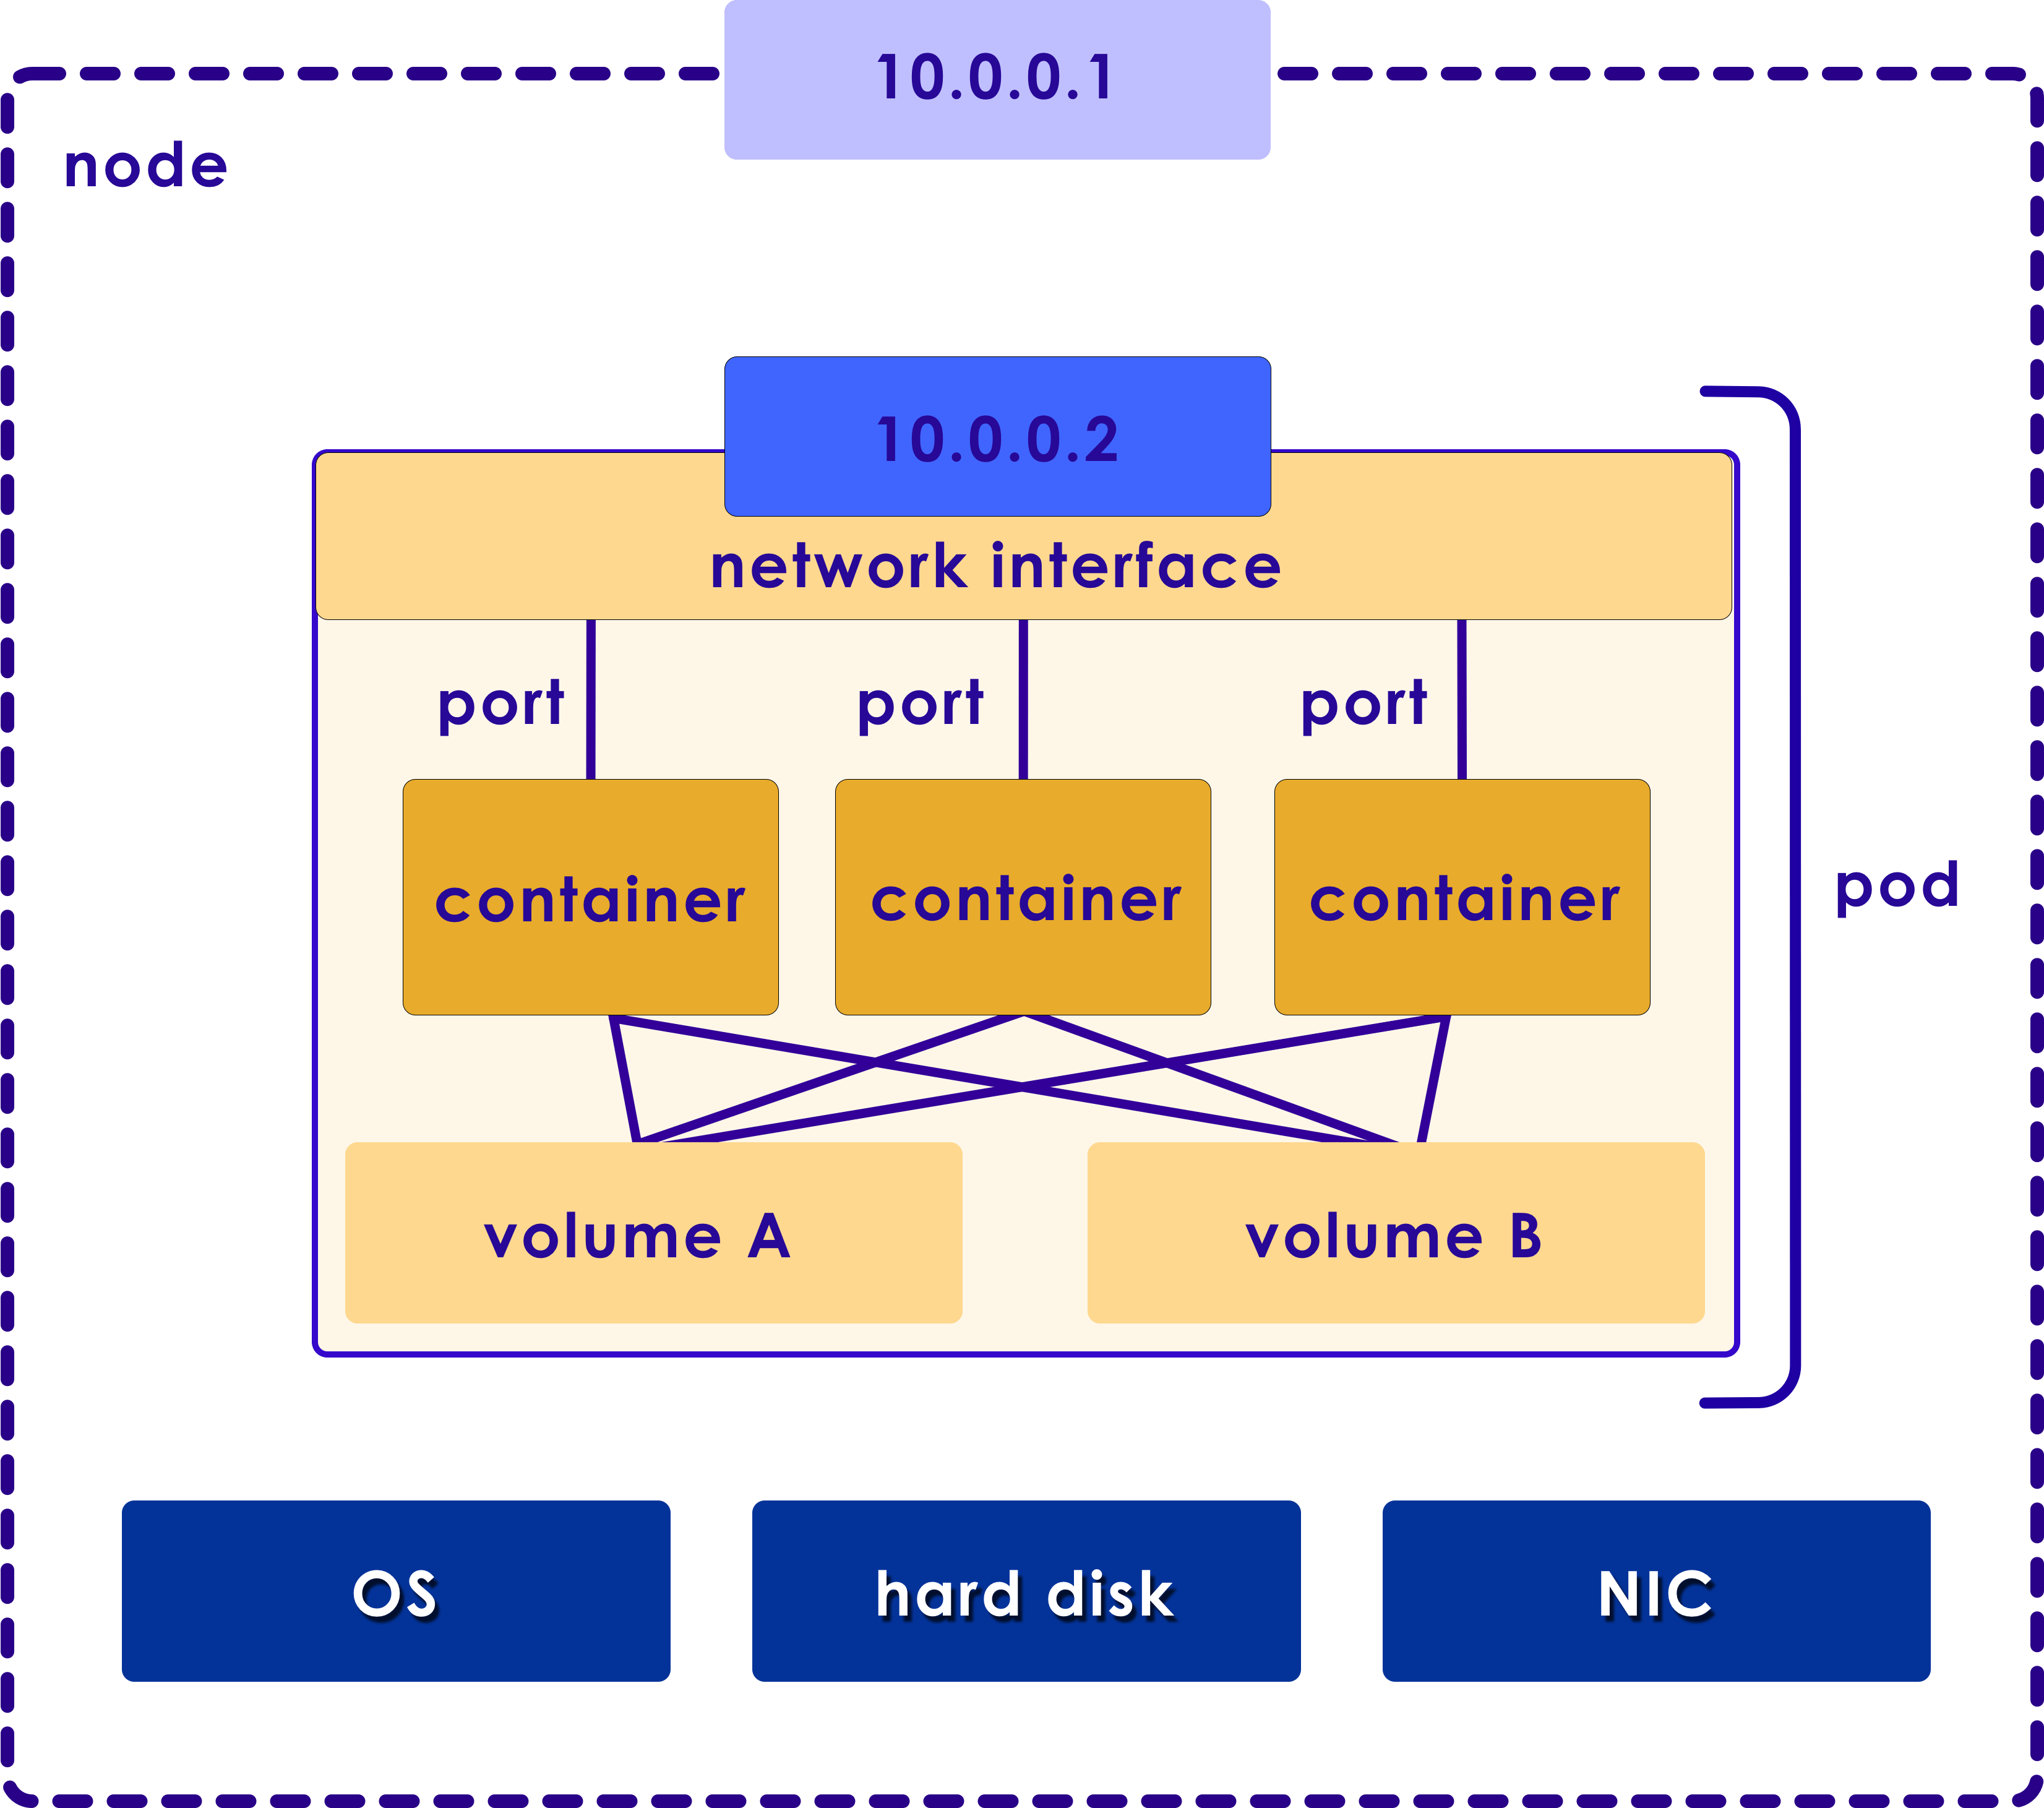 10.0.0.1
node
10.0.0.2
network interface
port port port
container container container
pod
volume A volume B
OS hard disk NIC